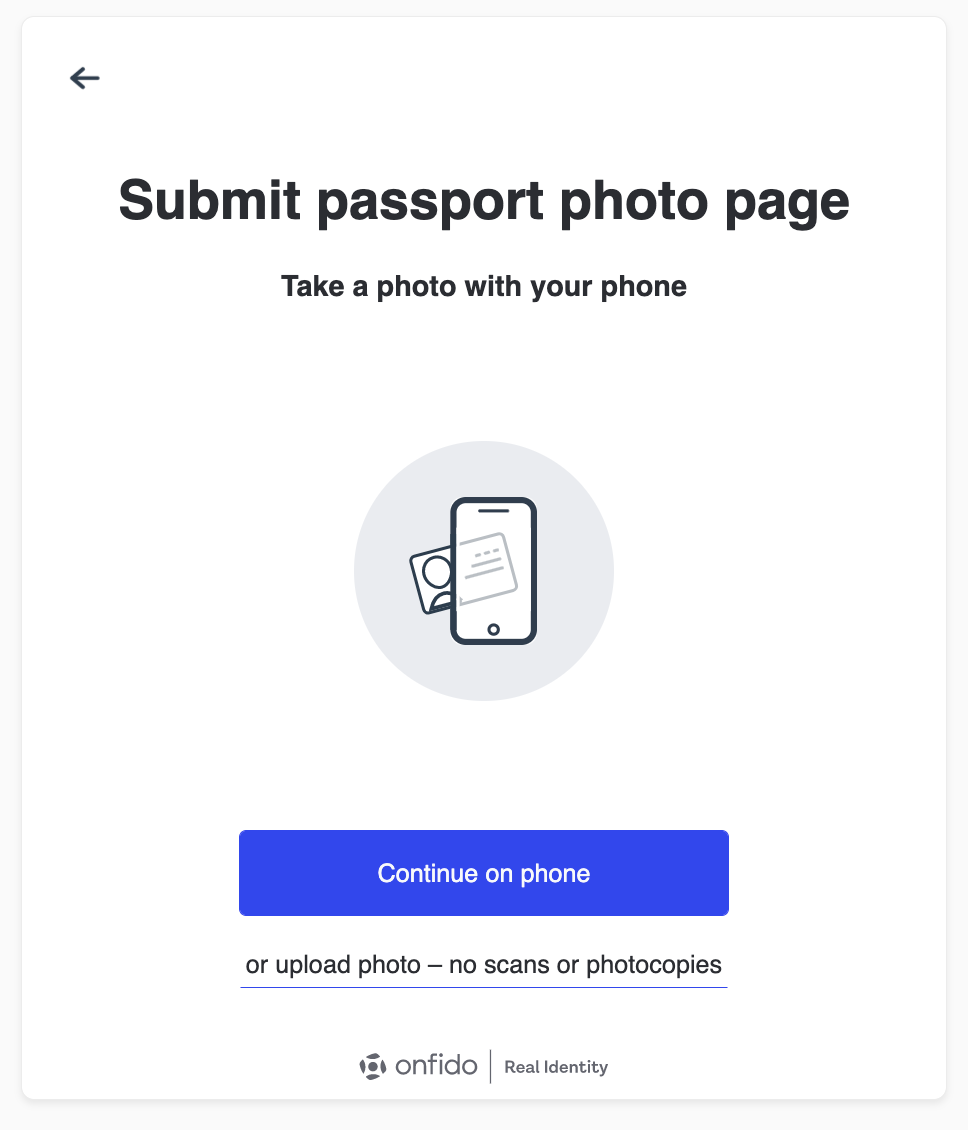 Submit passport photo page
Take a photo with your phone
Continue on phone
or upload photo – no scans or photocopies
onfido | Real Identity